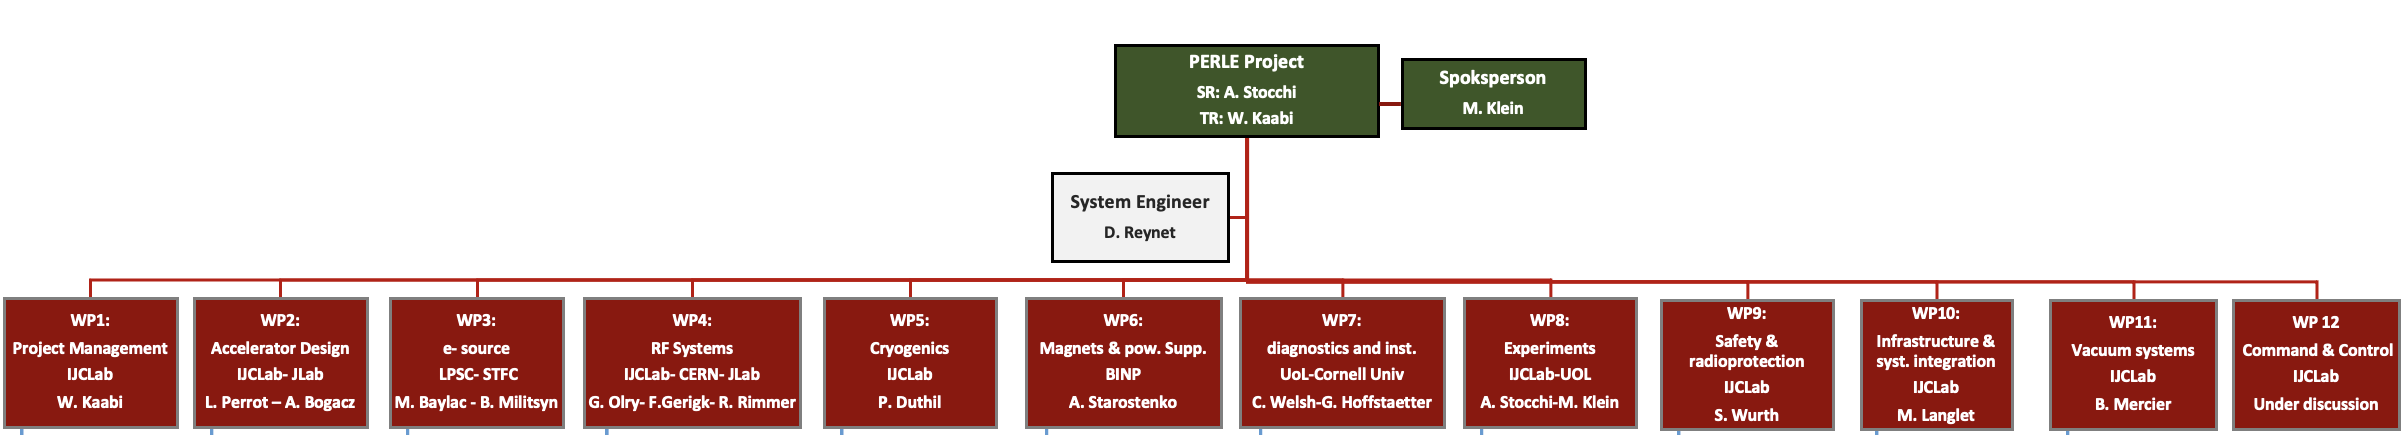 PERLE Project
SR: A. Stocchi
TR: W. Kaabi
Spoksperson
M. Klein
System Engineer
D. Reynet
WP1:
Project Management
IJCLab
W. Kaabi
WP2:
Accelerator Design
IJCLab- JLab
L. Perrot – A. Bogacz
WP3:
e- source
LPSC- STFC
M. Baylac - B. Militsyn
WP4:
RF Systems
IJCLab- CERN- JLab
G. Olry- F.Gerigk- R. Rimmer
WP5:
Cryogenics
IJCLab
P. Duthil
WP6:
Magnets & pow. Supp.
BINP
A. Starostenko
WP7:
diagnostics and inst.
UoL-Cornell Univ
C. Welsh-G. Hoffstaetter
WP8:
Experiments
IJCLab-UOL
A. Stocchi-M. Klein
WP9:
Safety &
radioprotection
IJCLab
S. Wurth
WP10:
Infrastructure &
syst. integration
IJCLab
M. Langlet
WP11:
Vacuum systems
IJCLab
B. Mercier
WP 12
Command & Control
IJCLab
Under discussion